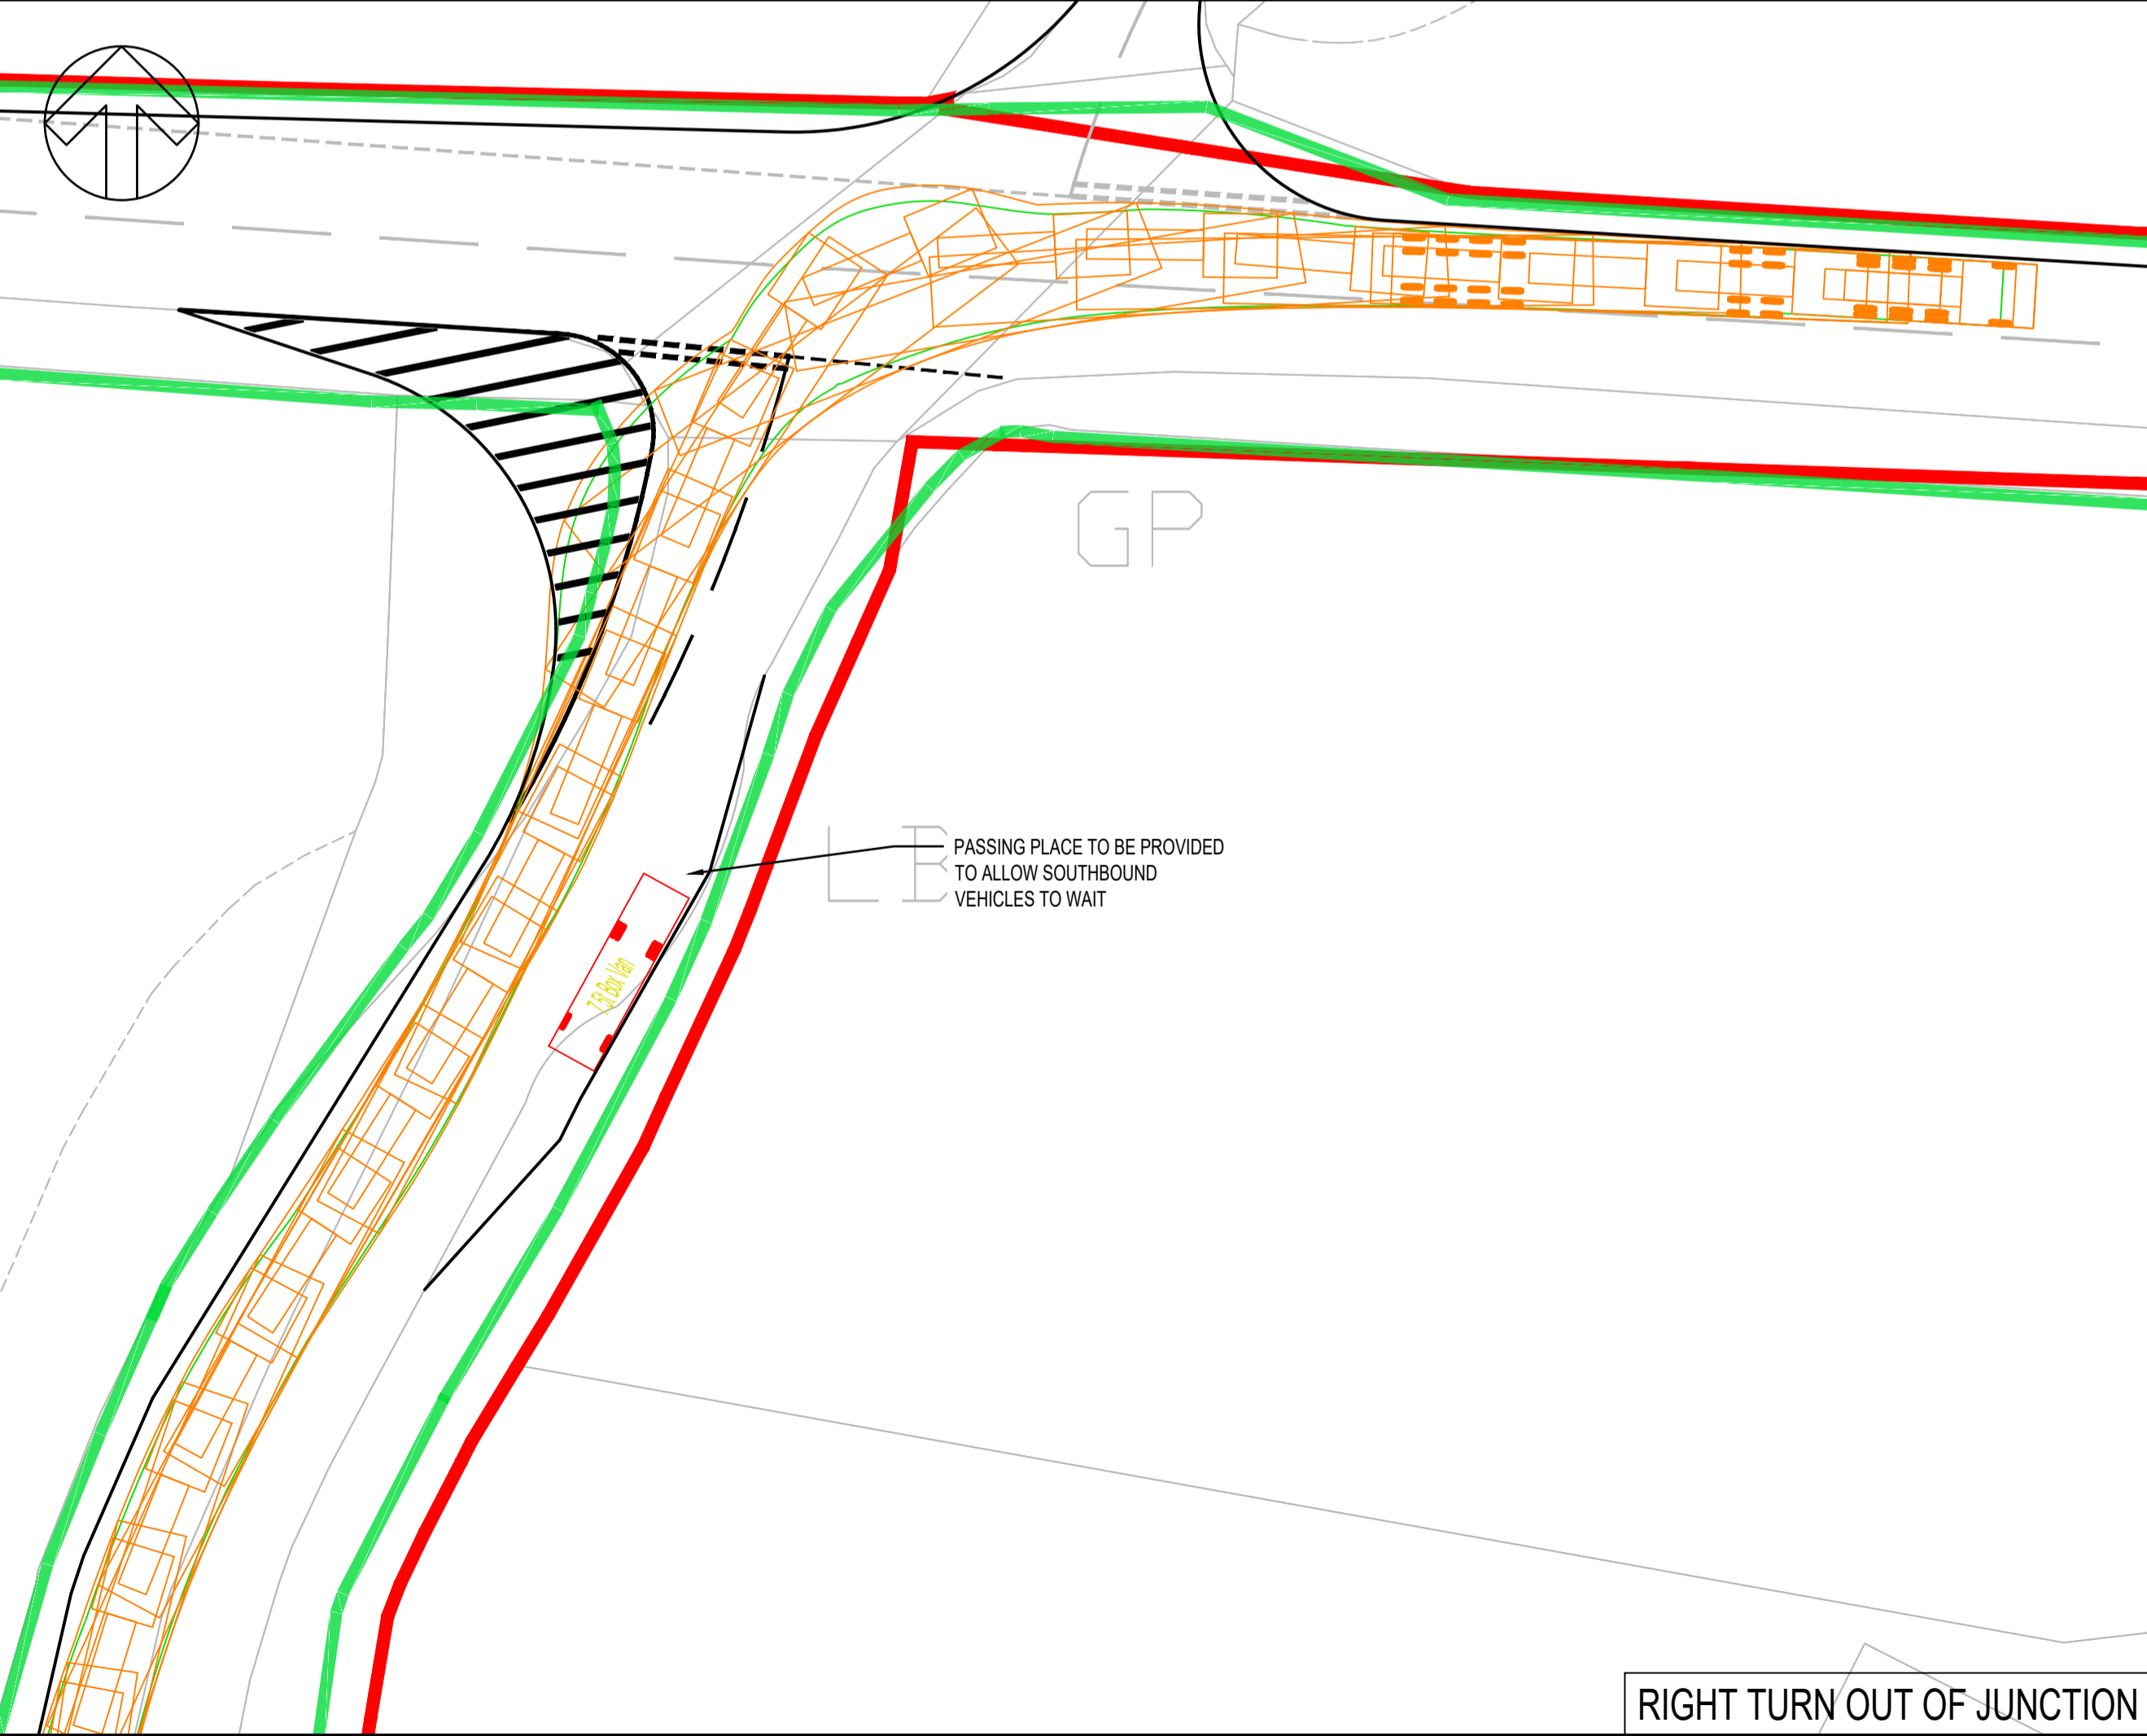 GP
LB
PASSING PLACE TO BE PROVIDED
TO ALLOW SOUTHBOUND
VEHICLES TO WAIT
7.5t Box Van
RIGHT TURN OUT OF JUNCTION